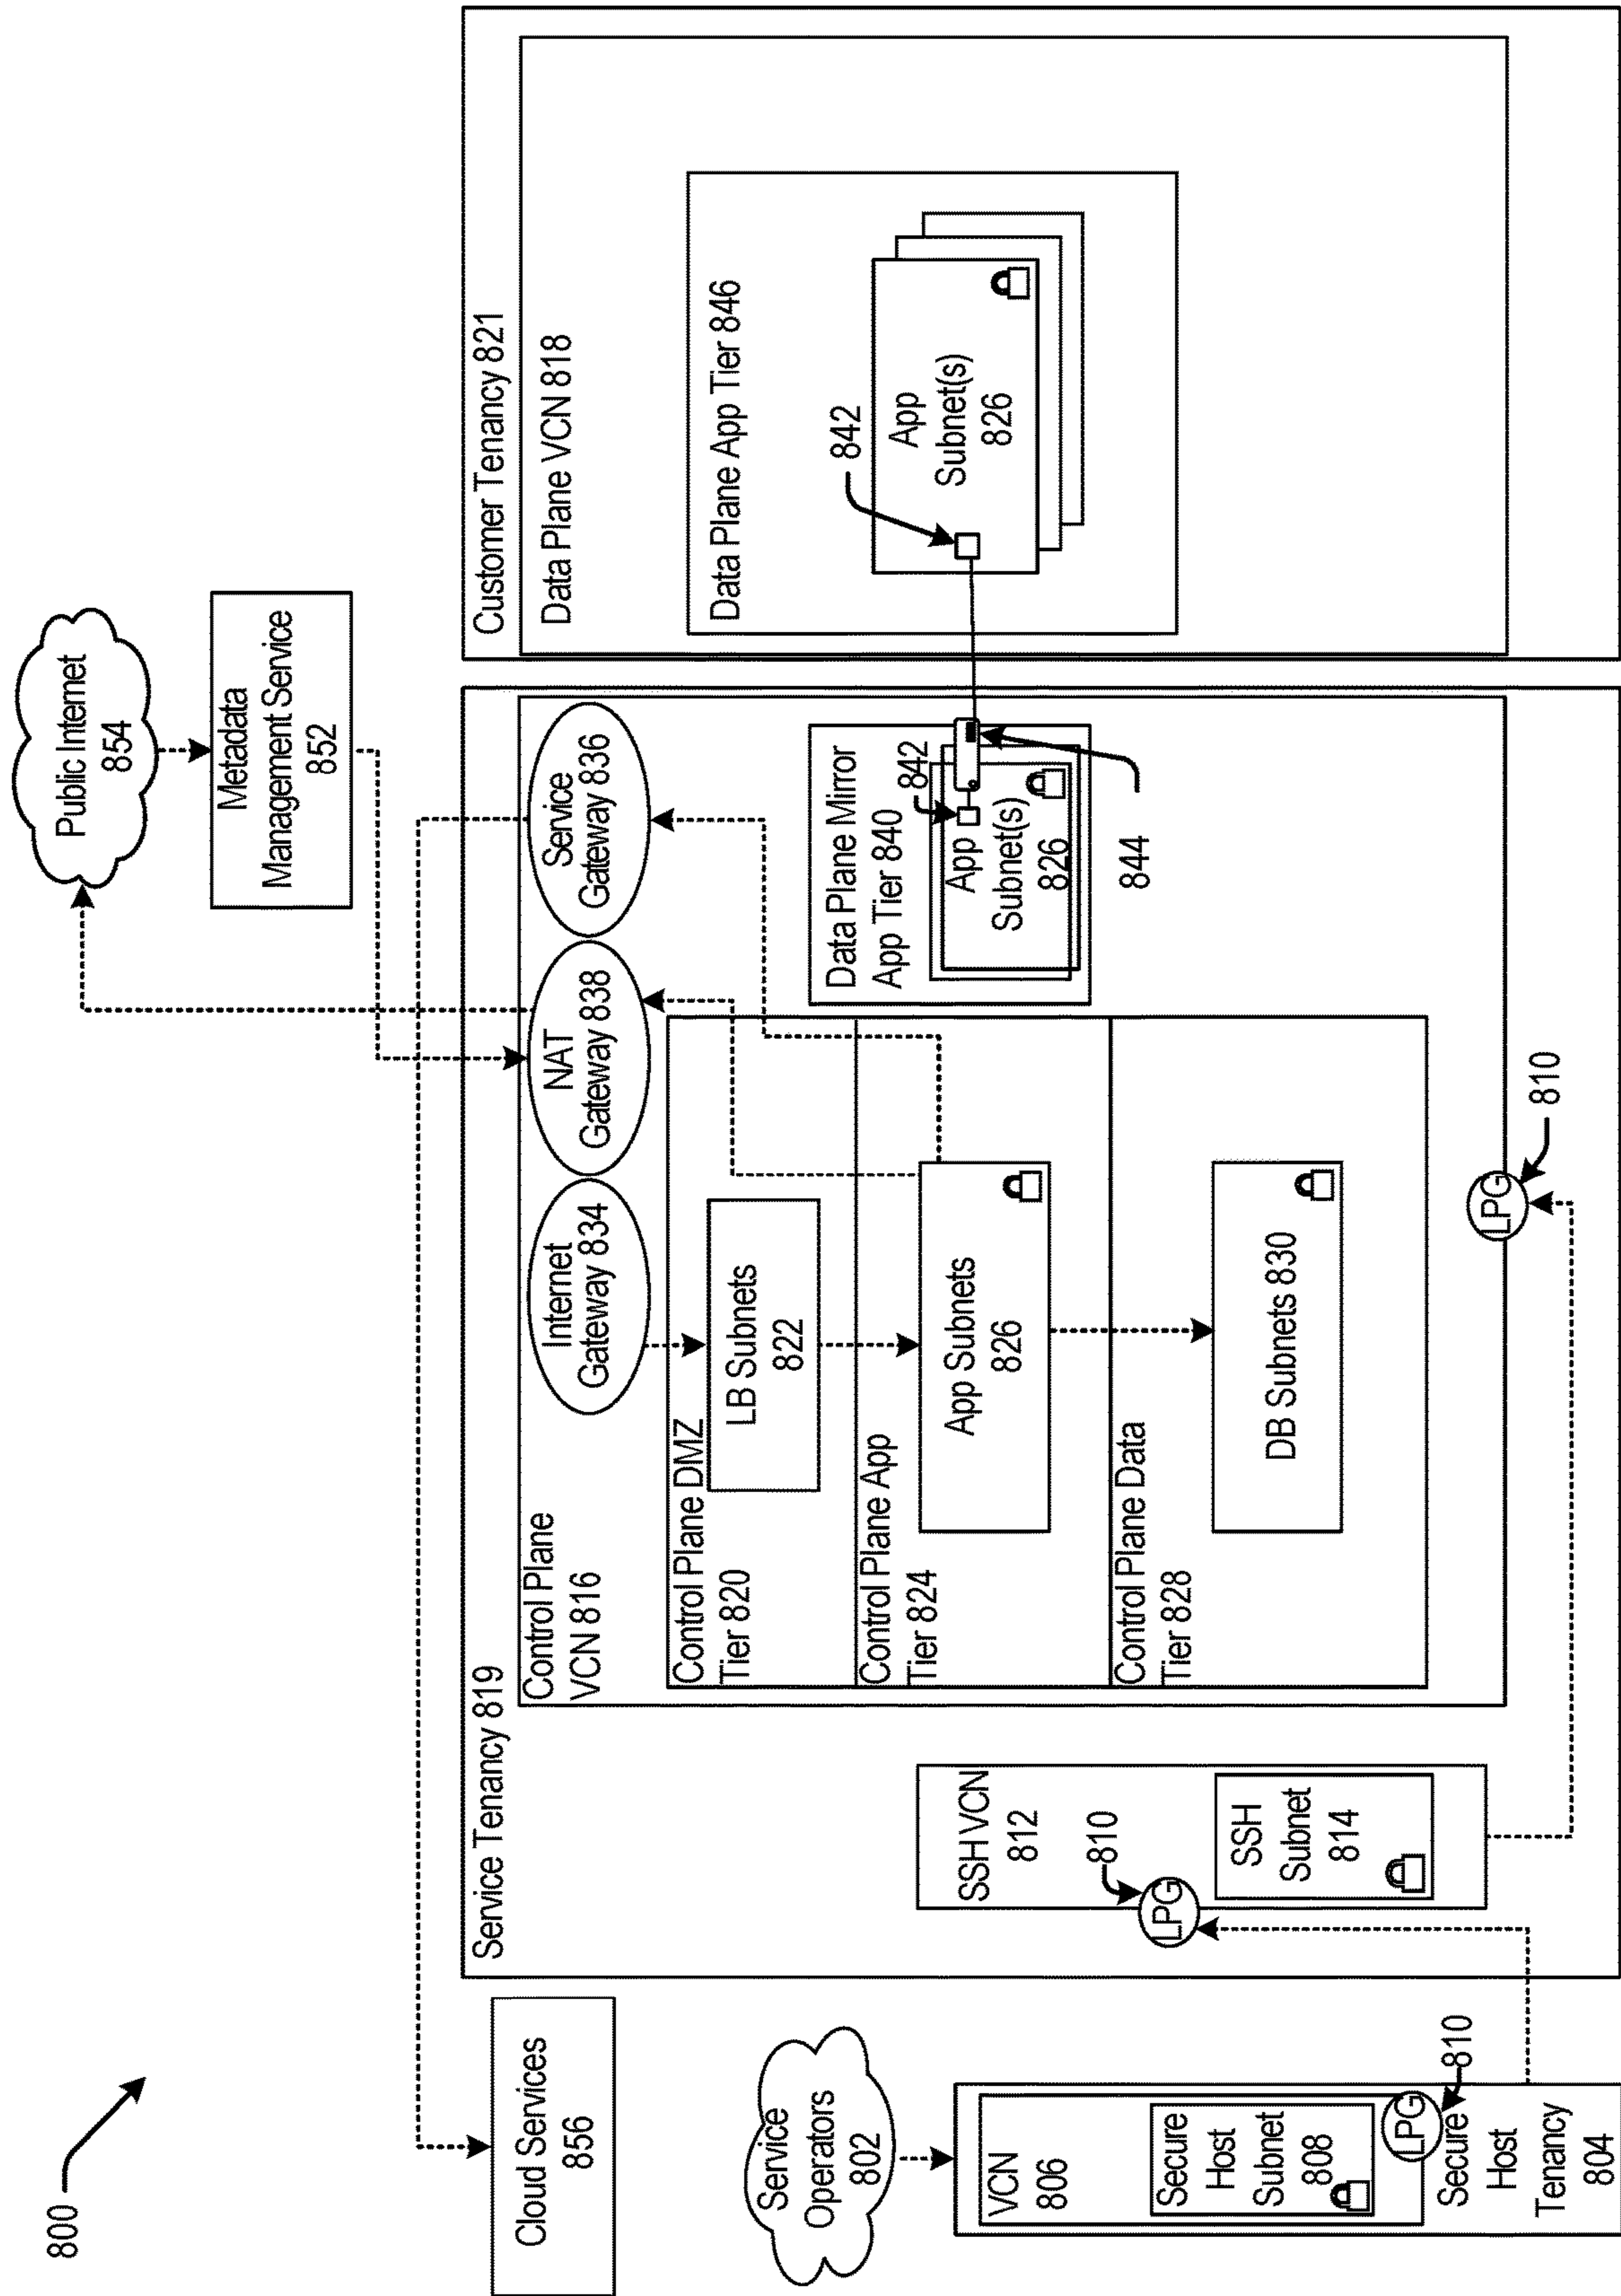 800
Cloud Services
856
Service
Operators
802
VCN
806
Secure
Host
Subnet
808
LPG
810
Secure
Host
Tenancy
804
Service Tenancy 819
SSH VCN
812
810
LPG
SSH
Subnet
814
Control Plane
VCN 816
Internet
Gateway 834
NAT
Gateway 838
Service
Gateway 836
Control Plane DMZ
Tier 820
LB Subnets
822
Control Plane App
Tier 824
App Subnets
826
Control Plane Data
Tier 828
DB Subnets 830
LPG
810
Data Plane Mirror
App Tier 840
842
App
Subnet(s)
826
844
Public Internet
854
Metadata
Management Service
852
Customer Tenancy 821
Data Plane VCN 818
Data Plane App Tier 846
842
App
Subnet(s)
826